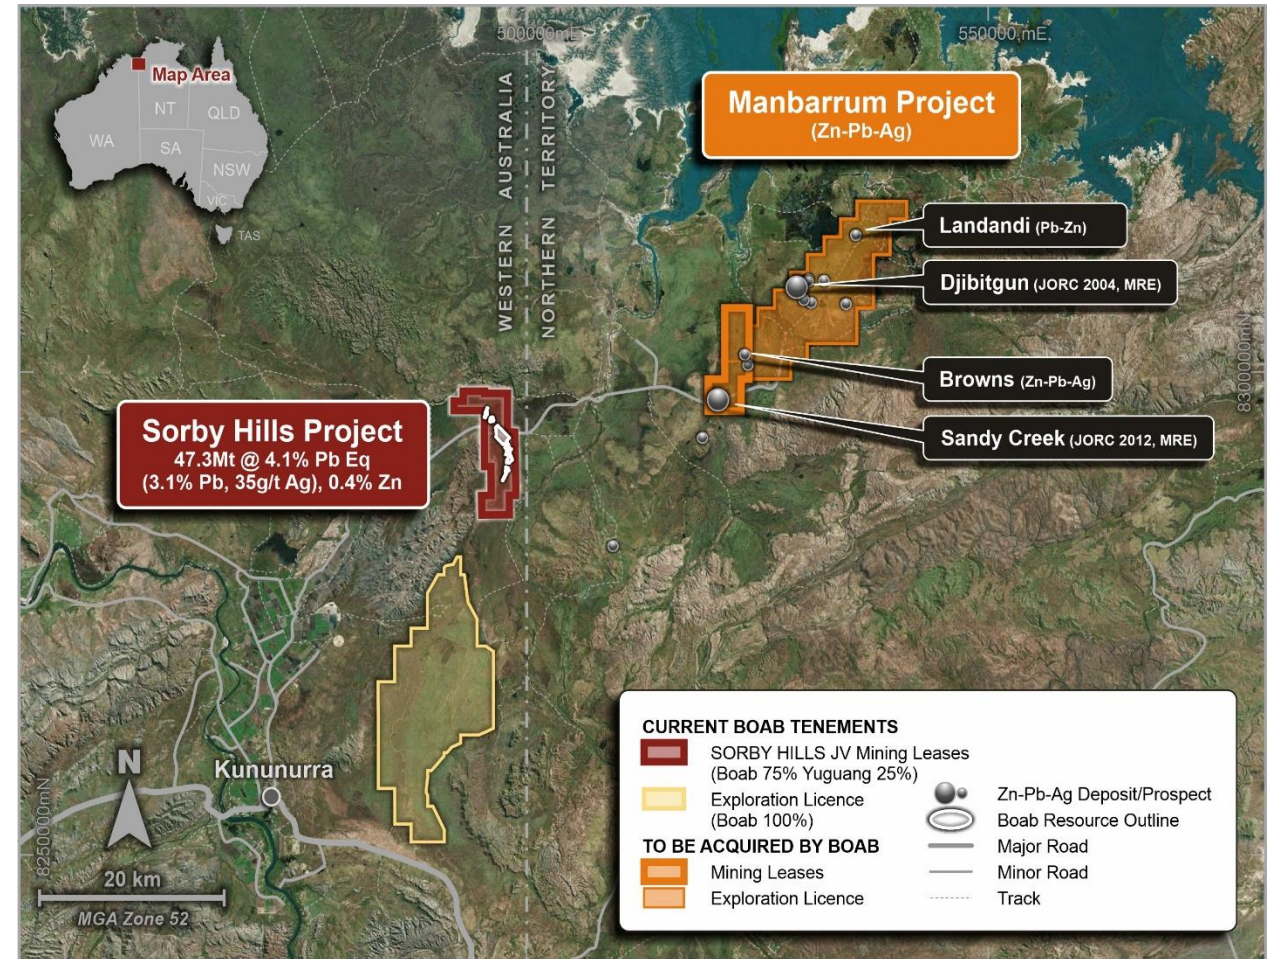 500000mE
550000 mE
Map Area
NT
QLD
WA
SA
NSW
VIC
TAS
WESTERN AUSTRALIA
NORTHERN TERRITORY
Manbarrum Project
(Zn-Pb-Ag)
Landandi (Pb-Zn)
Djibitgun (JORC 2004, MRE)
8300000mN
Browns (Zn-Pb-Ag)
Sandy Creek (JORC 2012, MRE)
Sorby Hills Project
47.3Mt @ 4.1% Pb Eq
(3.1% Pb, 35g/t Ag), 0.4% Zn
N
Kununurra
8250000mN
20 km
MGA Zone 52
CURRENT BOAB TENEMENTS
SORBY HILLS JV Mining Leases
(Boab 75% Yuguang 25%)
Exploration Licence
(Boab 100%)
TO BE ACQUIRED BY BOAB
Mining Leases
Exploration Licence
Zn-Pb-Ag Deposit/Prospect
Boab Resource Outline
Major Road
Minor Road
Track